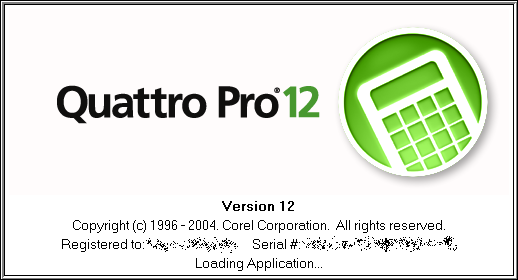 Quattro Pro® 12
Version 12
Copyright (c) 1996 - 2004. Corel Corporation. All rights reserved.
Registered to: Serial #:
Loading Application...